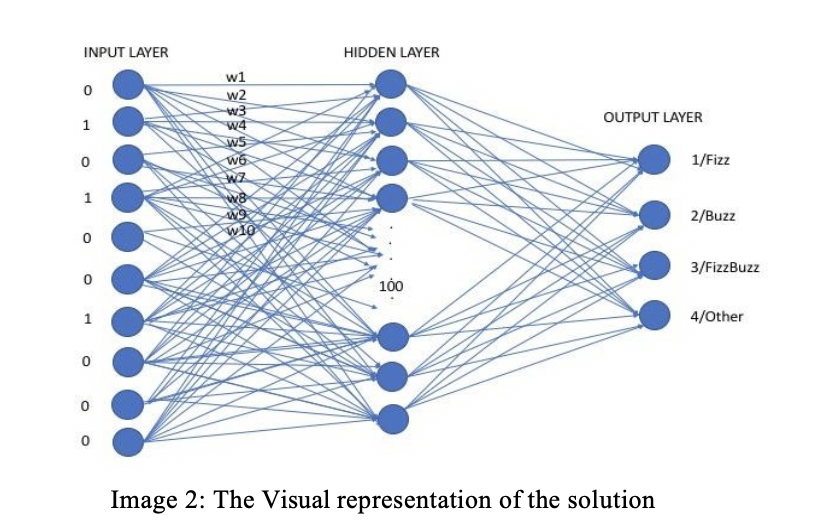 INPUT LAYER
HIDDEN LAYER
OUTPUT LAYER
0
1
0
1
0
0
1
0
0
0
w1
w2
w3
w4
w5
w6
w7
w8
w9
w10
100
1/Fizz
2/Buzz
3/FizzBuzz
4/Other
Image 2: The Visual representation of the solution